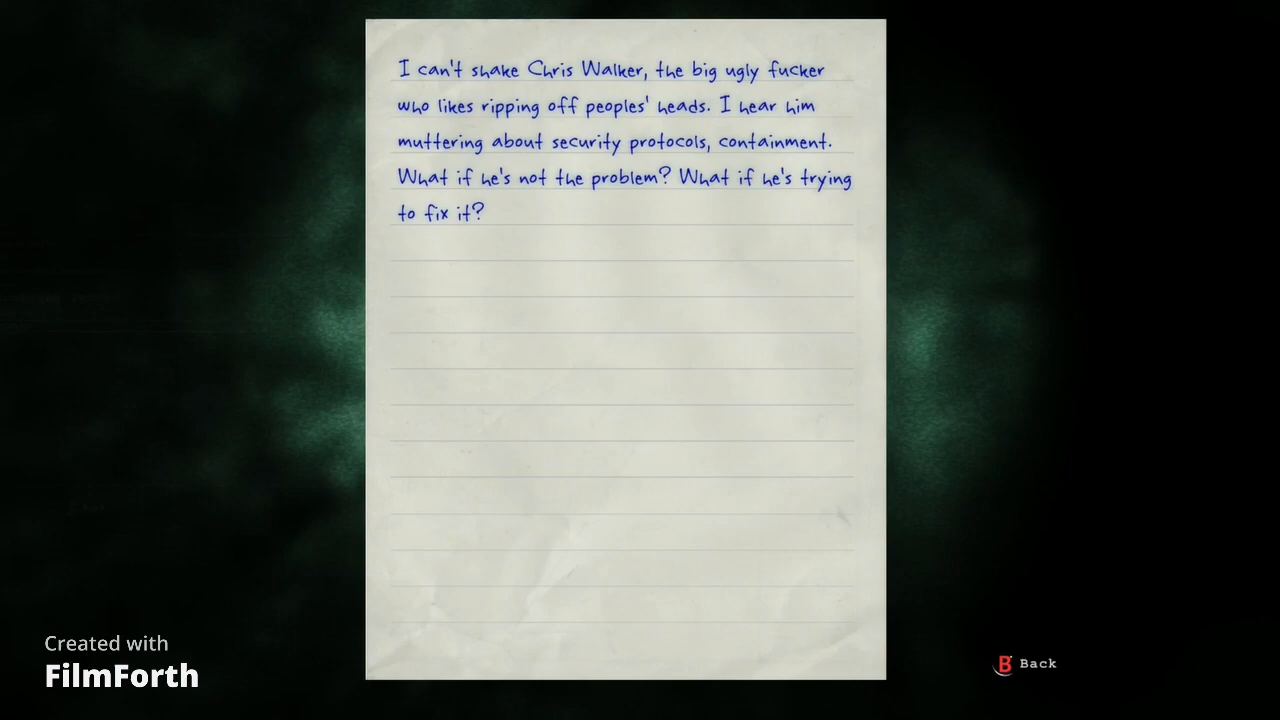 I can't shake Chris Walker, the big ugly fucker
who likes ripping off peoples' heads. I hear him
muttering about security protocols, containment.
What if he's not the problem? What if he's trying
to fix it?
Created with
FilmForth
B Back